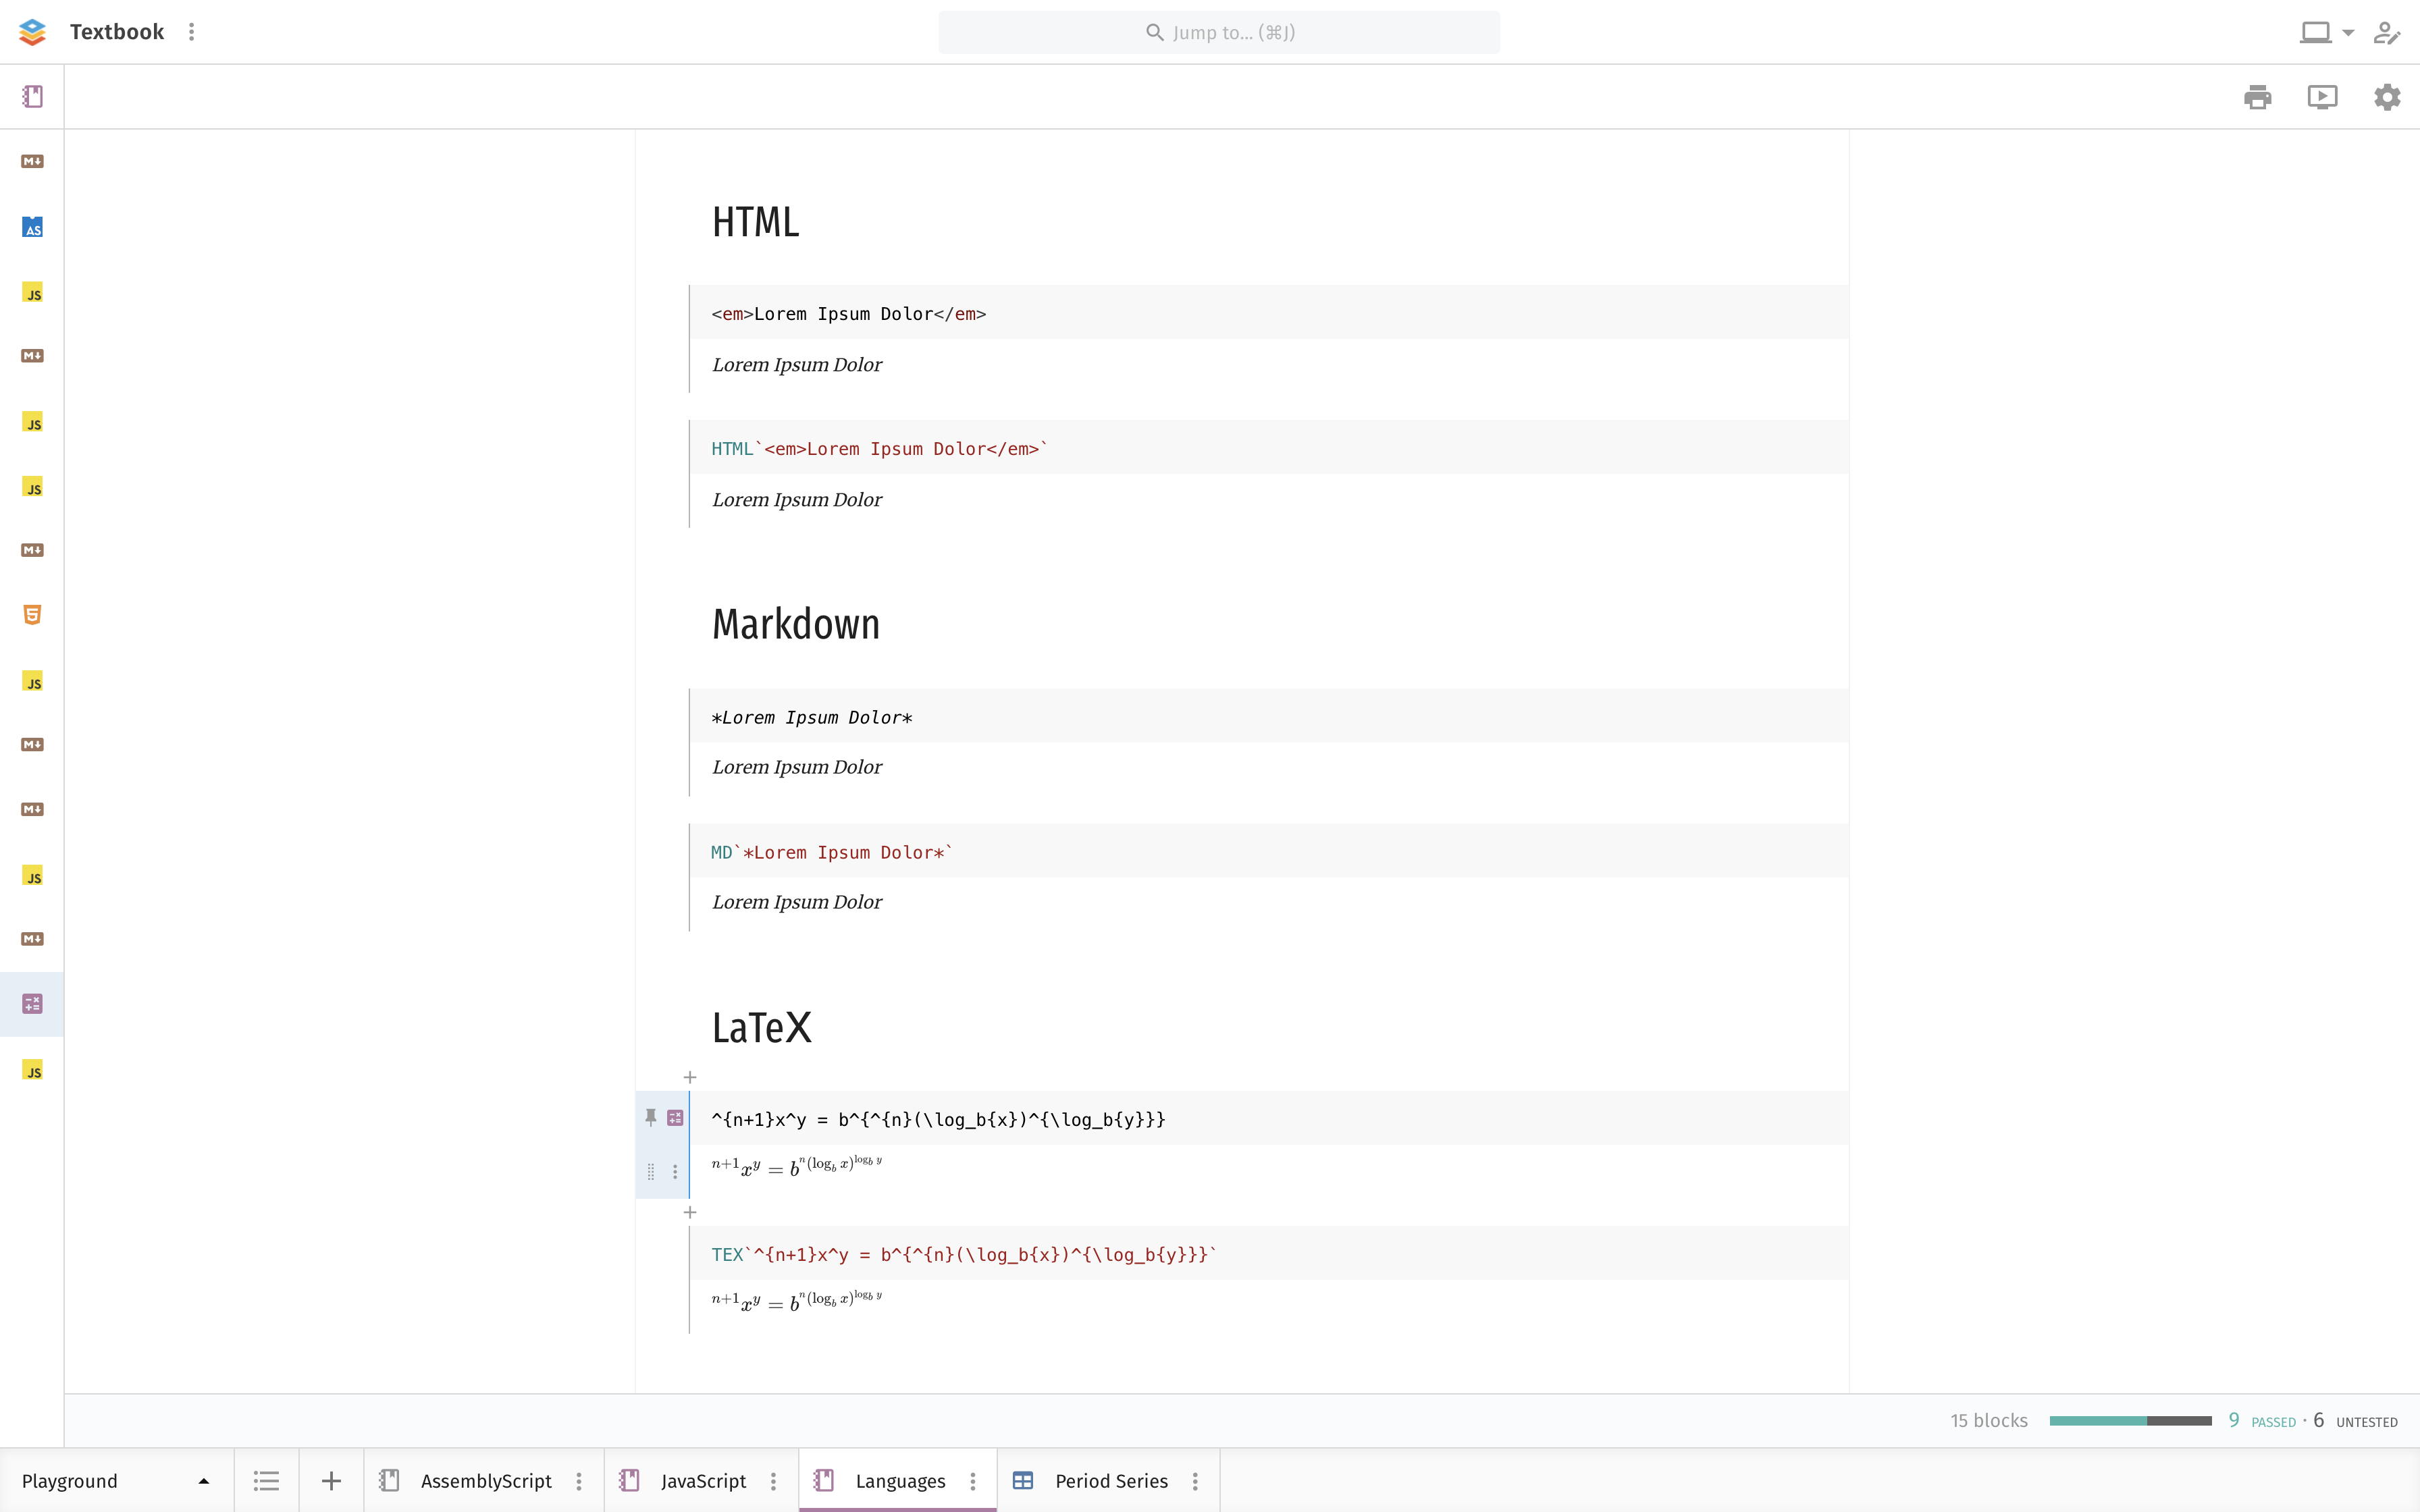 Textbook
Jump to... (⌘J)
HTML
<em>Lorem Ipsum Dolor</em>
Lorem Ipsum Dolor
HTML`<em>Lorem Ipsum Dolor</em>`
Lorem Ipsum Dolor
Markdown
*Lorem Ipsum Dolor*
Lorem Ipsum Dolor
MD`*Lorem Ipsum Dolor*`
Lorem Ipsum Dolor
LaTeX
^{n+1}x^y = b^{^{n}(\log_b{x})^{\log_b{y}}}
ⁿ⁺¹xʸ = b^{ⁿ(log_b x)^{log_b y}}
TEX`^{n+1}x^y = b^{^{n}(\log_b{x})^{\log_b{y}}}`
ⁿ⁺¹xʸ = b^{ⁿ(log_b x)^{log_b y}}
M↓
AS
JS
M↓
JS
JS
M↓
5
JS
M↓
M↓
JS
M↓
JS
15 blocks 9 PASSED · 6 UNTESTED
Playground AssemblyScript JavaScript Languages Period Series